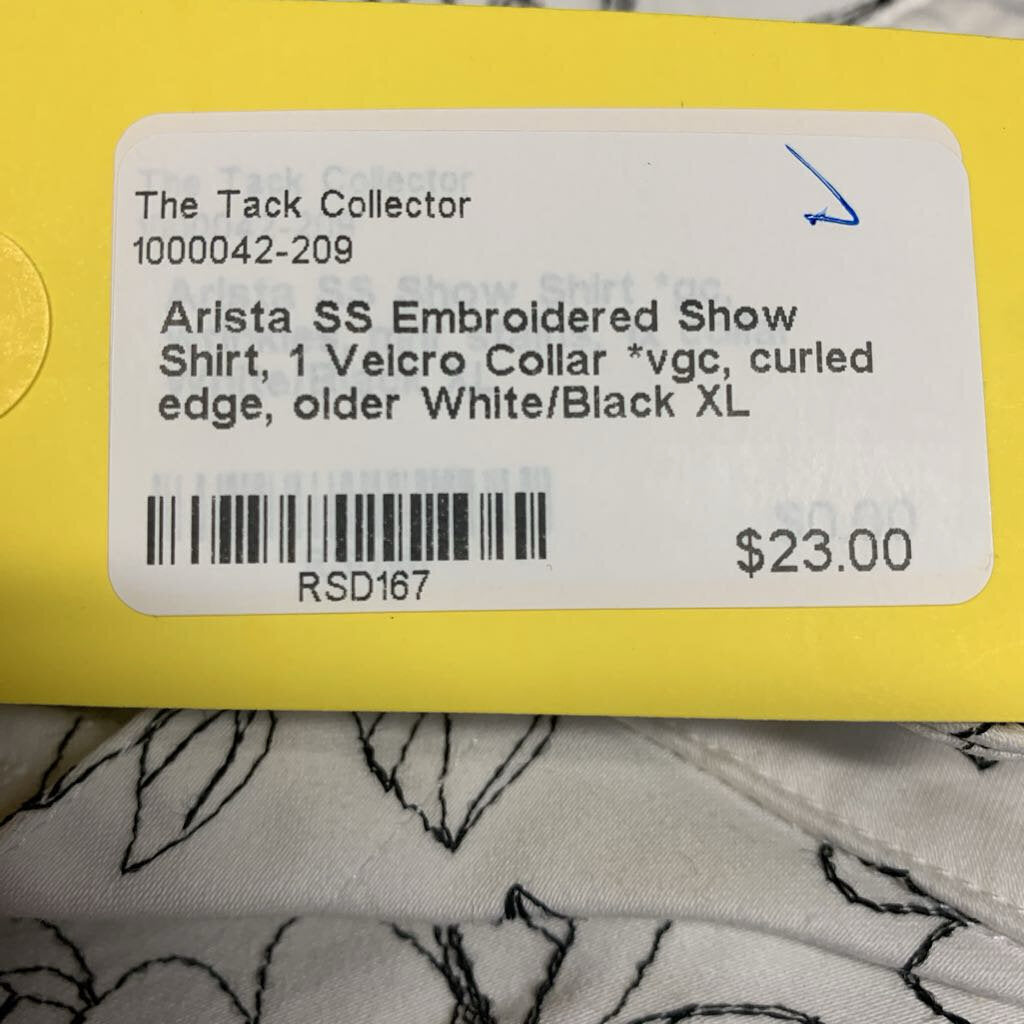 The Tack Collector
1000042-209
Arista SS Embroidered Show
Shirt, 1 Velcro Collar *vgc, curled
edge, older White/Black XL
RSD167
$23.00